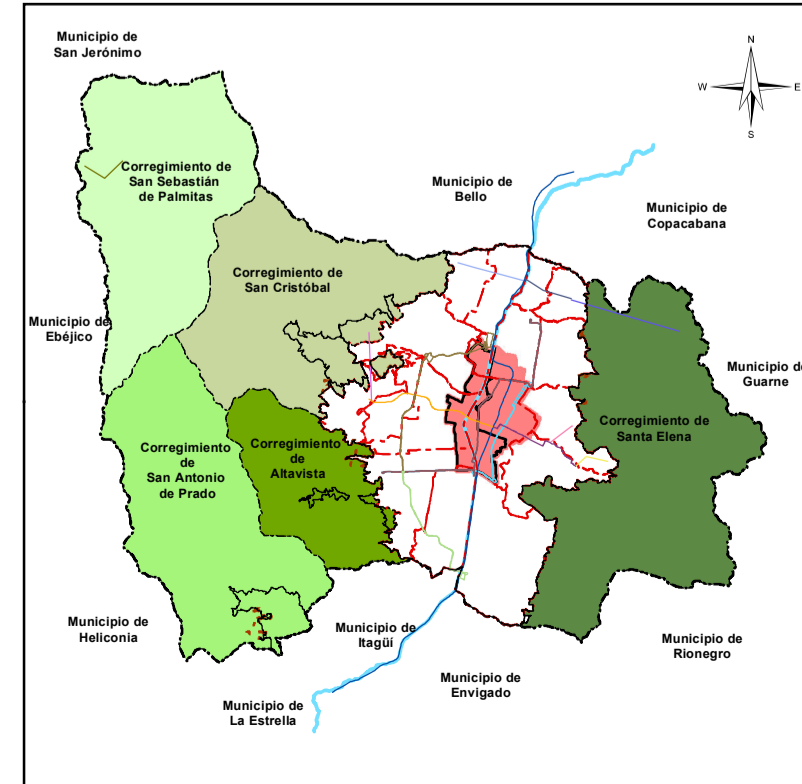 Municipio de
San Jerónimo
N
W
E
S
Corregimiento de
San Sebastián
de Palmitas
Municipio de
Bello
Municipio de
Copacabana
Corregimiento de
San Cristóbal
Municipio de
Ebéjico
Municipio de
Guarne
Corregimiento de
Santa Elena
Corregimiento
de
San Antonio
de Prado
Corregimiento
de
Altavista
Municipio de
Heliconia
Municipio de
Itagüí
Municipio de
Rionegro
Municipio de
Envigado
Municipio de
La Estrella